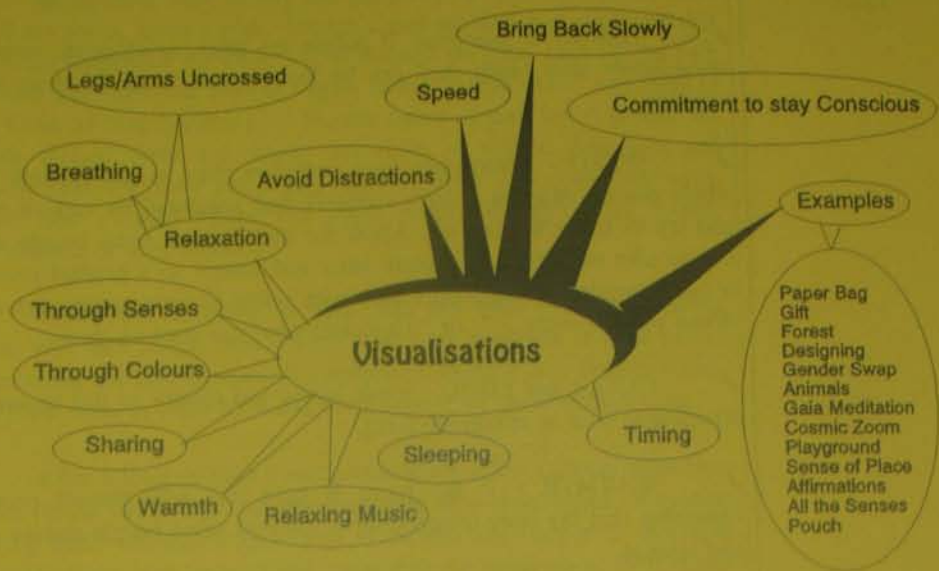 Bring Back Slowly
Legs/Arms Uncrossed
Speed
Commitment to stay Conscious
Breathing
Avoid Distractions
Examples
Relaxation
Through Senses
Visualisations
Through Colours
Sharing
Sleeping
Timing
Warmth
Relaxing Music
Paper Bag
Gift
Forest
Designing
Gender Swap
Animals
Gaia Meditation
Cosmic Zoom
Playground
Sense of Place
Affirmations
All the Senses
Pouch